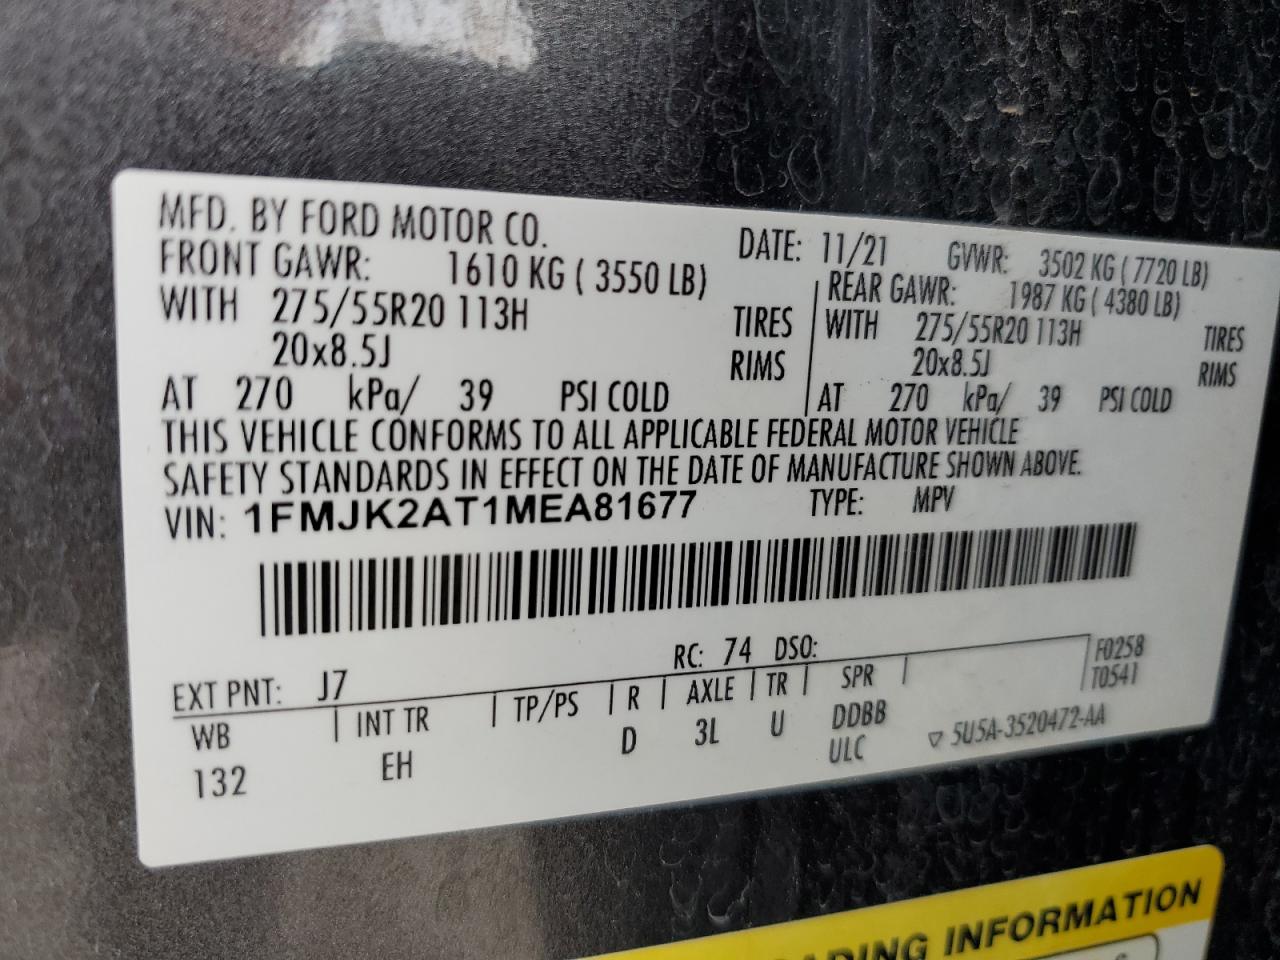 MFD. BY FORD MOTOR CO.
DATE: 11/21 GVWR: 3502 KG ( 7720 LB)
FRONT GAWR: 1610 KG ( 3550 LB)
WITH 275/55R20 113H TIRES
20x8.5J RIMS
AT 270 kPa/ 39 PSI COLD
REAR GAWR: 1987 KG ( 4380 LB)
WITH 275/55R20 113H TIRES
20x8.5J RIMS
AT 270 kPa/ 39 PSI COLD
THIS VEHICLE CONFORMS TO ALL APPLICABLE FEDERAL MOTOR VEHICLE
SAFETY STANDARDS IN EFFECT ON THE DATE OF MANUFACTURE SHOWN ABOVE.
VIN: 1FMJK2AT1MEA81677 TYPE: MPV
EXT PNT: J7 RC: 74 DSO:
F0258
T0541
WB INT TR TP/PS R AXLE TR SPR
132 EH D 3L U DDBB
ULC ▽ 5U5A-3520472-AA
ADING INFORMATION